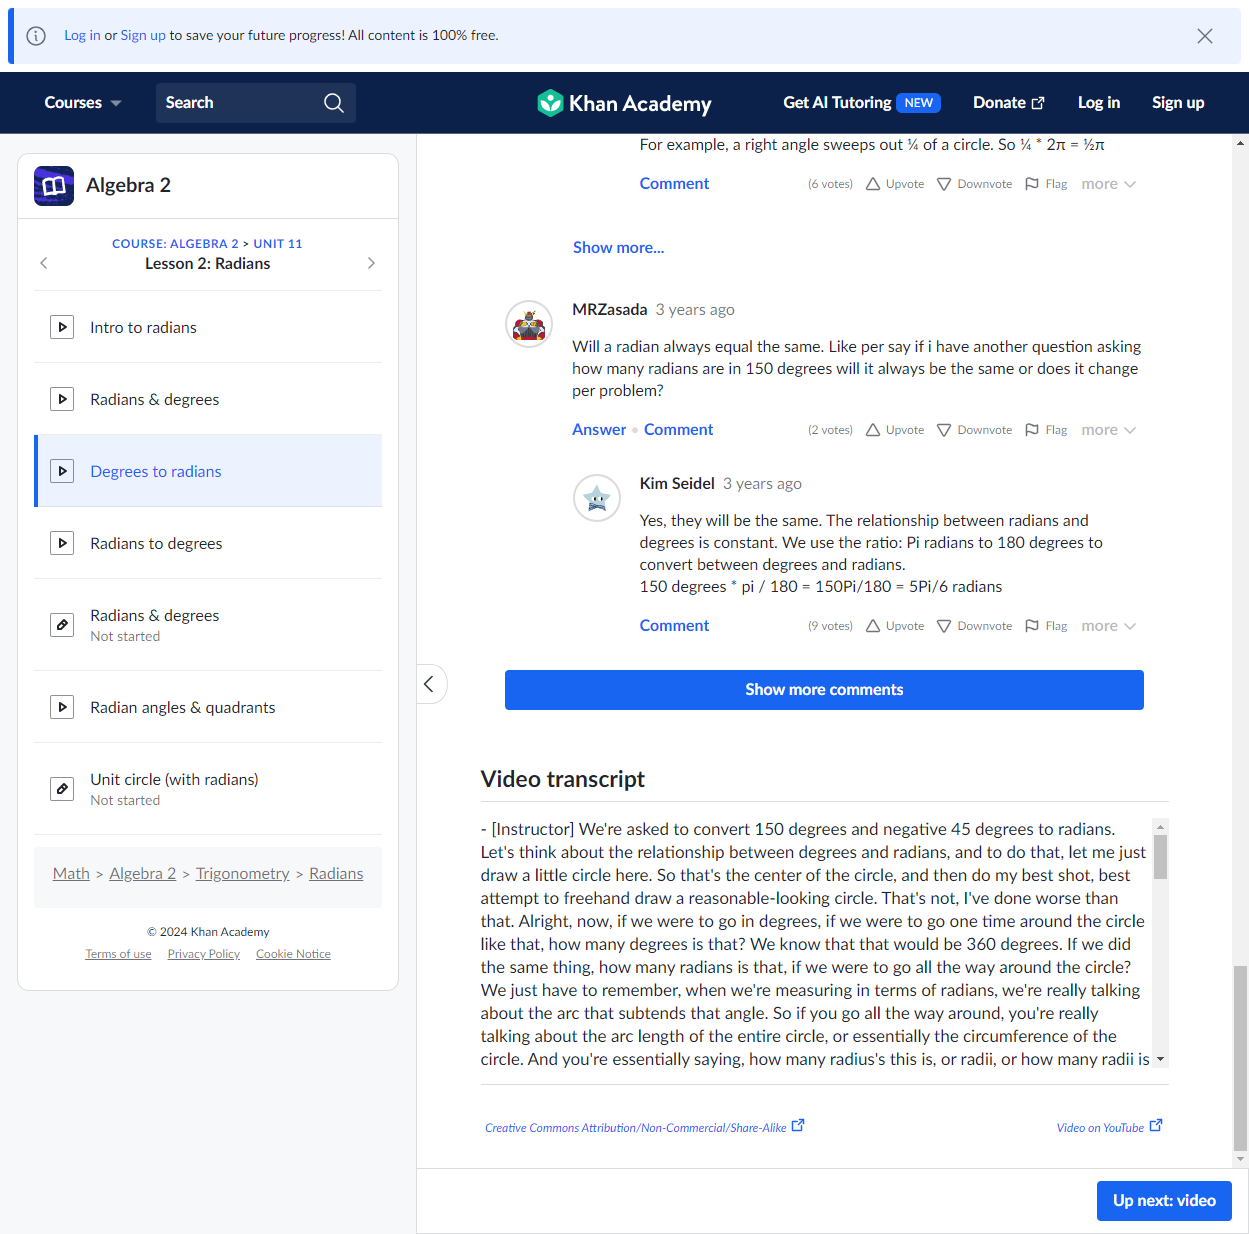 Log in or Sign up to save your future progress! All content is 100% free.
Courses
Search
Khan Academy
Get AI Tutoring NEW
Donate
Log in
Sign up
Algebra 2
COURSE: ALGEBRA 2 > UNIT 11
Lesson 2: Radians
Intro to radians
Radians & degrees
Degrees to radians
Radians to degrees
Radians & degrees
Not started
Radian angles & quadrants
Unit circle (with radians)
Not started
Math > Algebra 2 > Trigonometry > Radians
© 2024 Khan Academy
Terms of use Privacy Policy Cookie Notice
For example, a right angle sweeps out ¼ of a circle. So ¼ * 2π = ½π
Comment (6 votes) Upvote Downvote Flag more
Show more...
MRZasada 3 years ago
Will a radian always equal the same. Like per say if i have another question asking
how many radians are in 150 degrees will it always be the same or does it change
per problem?
Answer • Comment (2 votes) Upvote Downvote Flag more
Kim Seidel 3 years ago
Yes, they will be the same. The relationship between radians and
degrees is constant. We use the ratio: Pi radians to 180 degrees to
convert between degrees and radians.
150 degrees * pi / 180 = 150Pi/180 = 5Pi/6 radians
Comment (9 votes) Upvote Downvote Flag more
Show more comments
Video transcript
- [Instructor] We're asked to convert 150 degrees and negative 45 degrees to radians.
Let's think about the relationship between degrees and radians, and to do that, let me just
draw a little circle here. So that's the center of the circle, and then do my best shot, best
attempt to freehand draw a reasonable-looking circle. That's not, I've done worse than
that. Alright, now, if we were to go in degrees, if we were to go one time around the circle
like that, how many degrees is that? We know that that would be 360 degrees. If we did
the same thing, how many radians is that, if we were to go all the way around the circle?
We just have to remember, when we're measuring in terms of radians, we're really talking
about the arc that subtends that angle. So if you go all the way around, you're really
talking about the arc length of the entire circle, or essentially the circumference of the
circle. And you're essentially saying, how many radius's this is, or radii, or how many radii is
Creative Commons Attribution/Non-Commercial/Share-Alike
Video on YouTube
Up next: video